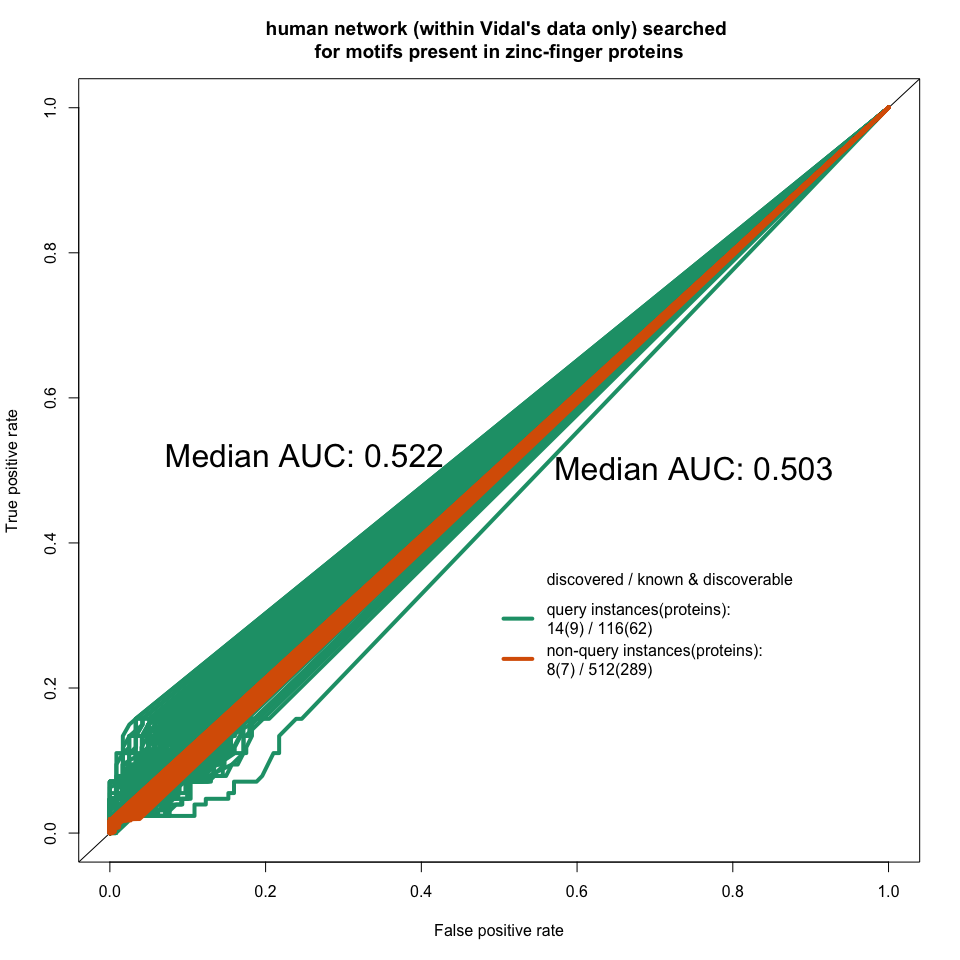 human network (within Vidal's data only) searched
for motifs present in zinc-finger proteins
True positive rate
1.0
0.8
0.6
0.4
0.2
0.0
Median AUC: 0.522
Median AUC: 0.503
discovered / known & discoverable
query instances(proteins):
14(9) / 116(62)
non-query instances(proteins):
8(7) / 512(289)
0.0 0.2 0.4 0.6 0.8 1.0
False positive rate